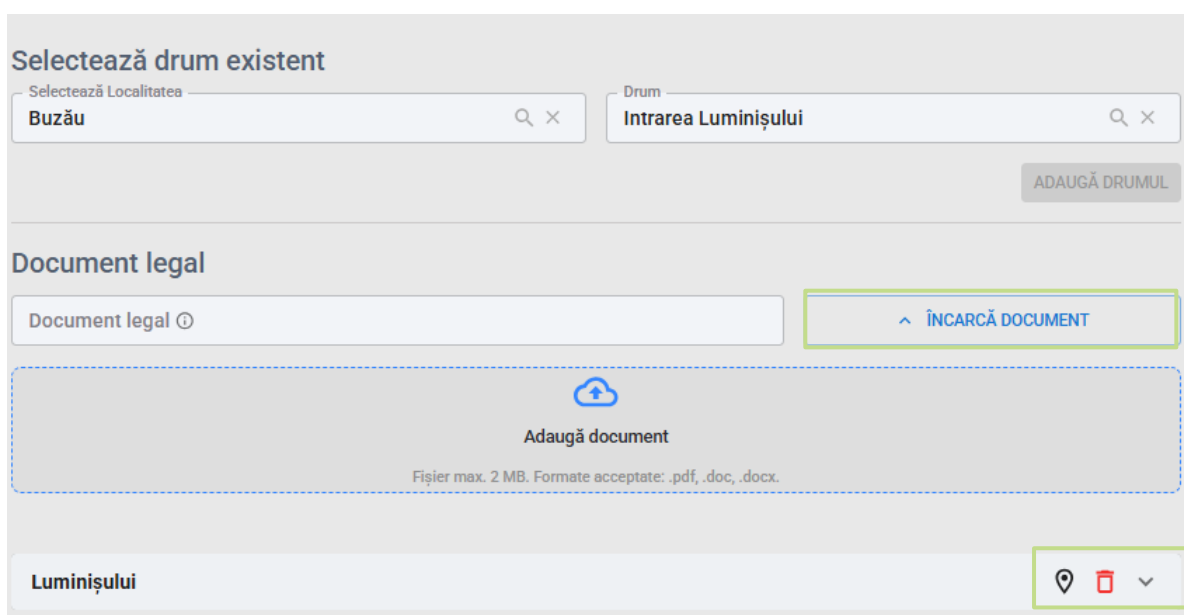 Selectează drum existent
Selectează Localitatea
Buzău
Drum
Intrarea Luminișului
ADAUGĂ DRUMUL
Document legal
Document legal
ÎNCARCĂ DOCUMENT
Adaugă document
Fișier max. 2 MB. Formate acceptate: .pdf, .doc, .docx.
Luminișului